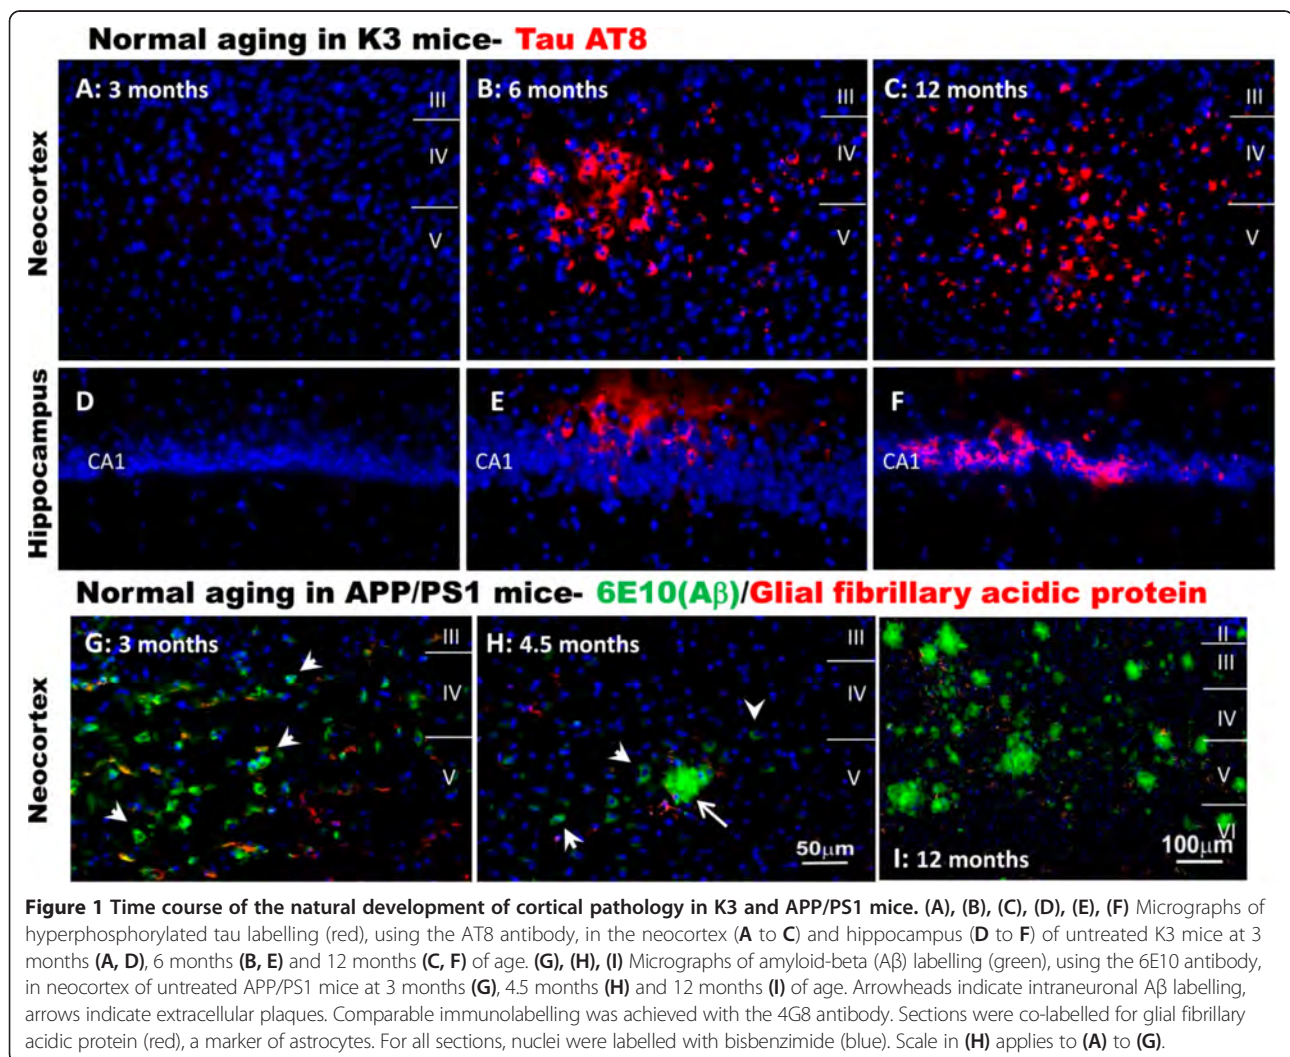 Normal aging in K3 mice- Tau AT8
Neocortex
A: 3 months
III
IV
V
B: 6 months
III
IV
V
C: 12 months
III
IV
V
Hippocampus
D
CA1
E
CA1
F
CA1
Normal aging in APP/PS1 mice- 6E10(Aβ)/Glial fibrillary acidic protein
Neocortex
G: 3 months
III
IV
V
H: 4.5 months
III
IV
V
50μm
II
III
IV
V
VI
100μm
I: 12 months
Figure 1 Time course of the natural development of cortical pathology in K3 and APP/PS1 mice. (A), (B), (C), (D), (E), (F) Micrographs of
hyperphosphorylated tau labelling (red), using the AT8 antibody, in the neocortex (A to C) and hippocampus (D to F) of untreated K3 mice at 3
months (A, D), 6 months (B, E) and 12 months (C, F) of age. (G), (H), (I) Micrographs of amyloid-beta (Aβ) labelling (green), using the 6E10 antibody,
in neocortex of untreated APP/PS1 mice at 3 months (G), 4.5 months (H) and 12 months (I) of age. Arrowheads indicate intraneuronal Aβ labelling,
arrows indicate extracellular plaques. Comparable immunolabelling was achieved with the 4G8 antibody. Sections were co-labelled for glial fibrillary
acidic protein (red), a marker of astrocytes. For all sections, nuclei were labelled with bisbenzimide (blue). Scale in (H) applies to (A) to (G).